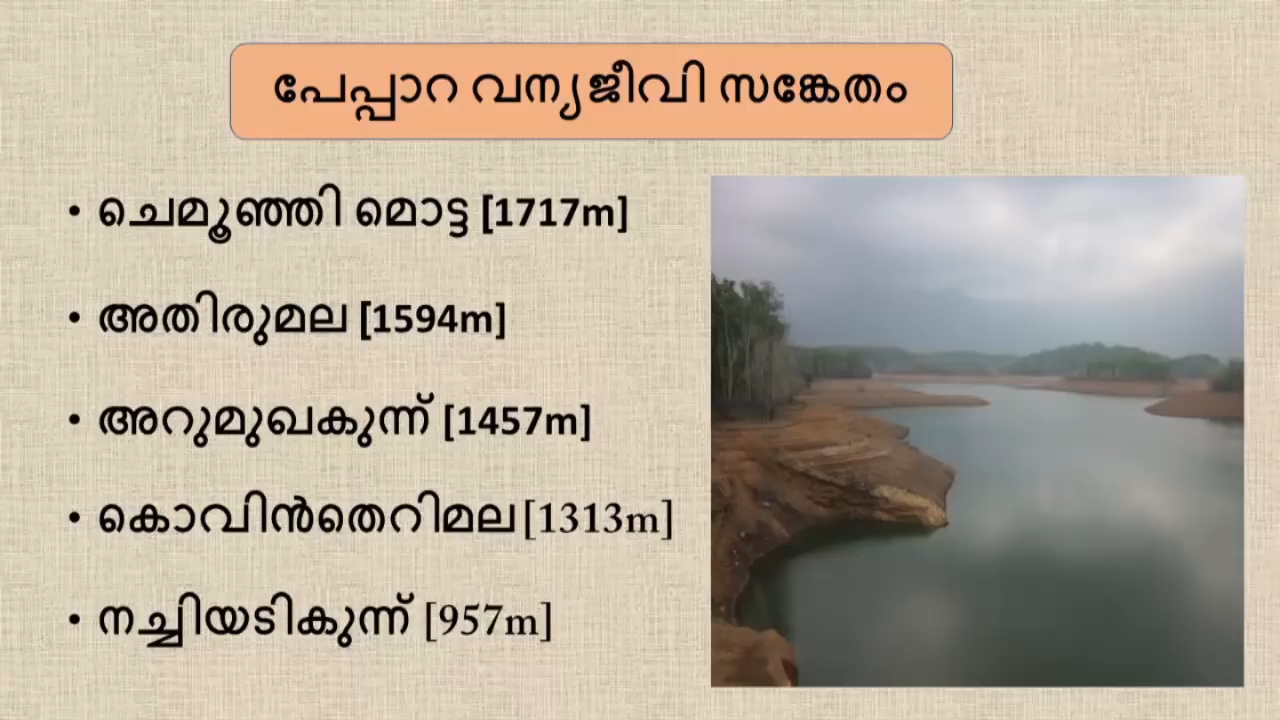 പേപ്പാറ വന്യജീവി സങ്കേതം
• ചെമൂഞ്ഞി മൊട്ട [1717m]
• അതിരുമല [1594m]
• അറുമുഖകുന്ന് [1457m]
• കൊവിൻതെറിമല [1313m]
• നച്ചിയടികുന്ന് [957m]